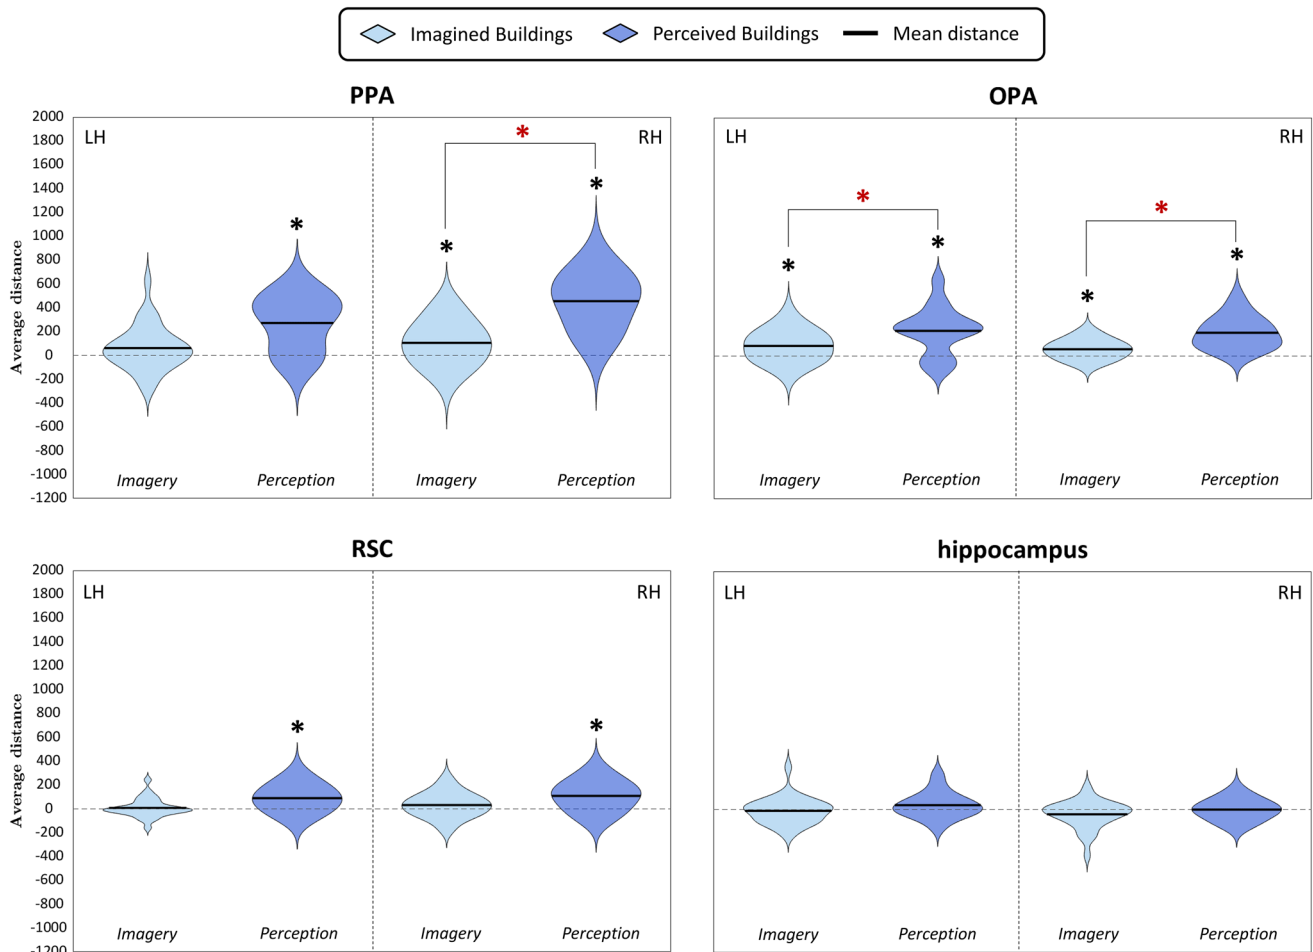 Imagined Buildings Perceived Buildings Mean distance
PPA
OPA
Average distance
2000
1800
1600
1400
1200
1000
800
600
400
200
0
-200
-400
-600
-800
-1000
-1200
LH
*
*
*
*
RH
Imagery Perception Imagery Perception
LH
*
*
*
*
*
*
RH
Imagery Perception Imagery Perception
RSC
hippocampus
Average distance
2000
1800
1600
1400
1200
1000
800
600
400
200
0
-200
-400
-600
-800
-1000
-1200
LH
*
*
RH
Imagery Perception Imagery Perception
LH
RH
Imagery Perception Imagery Perception